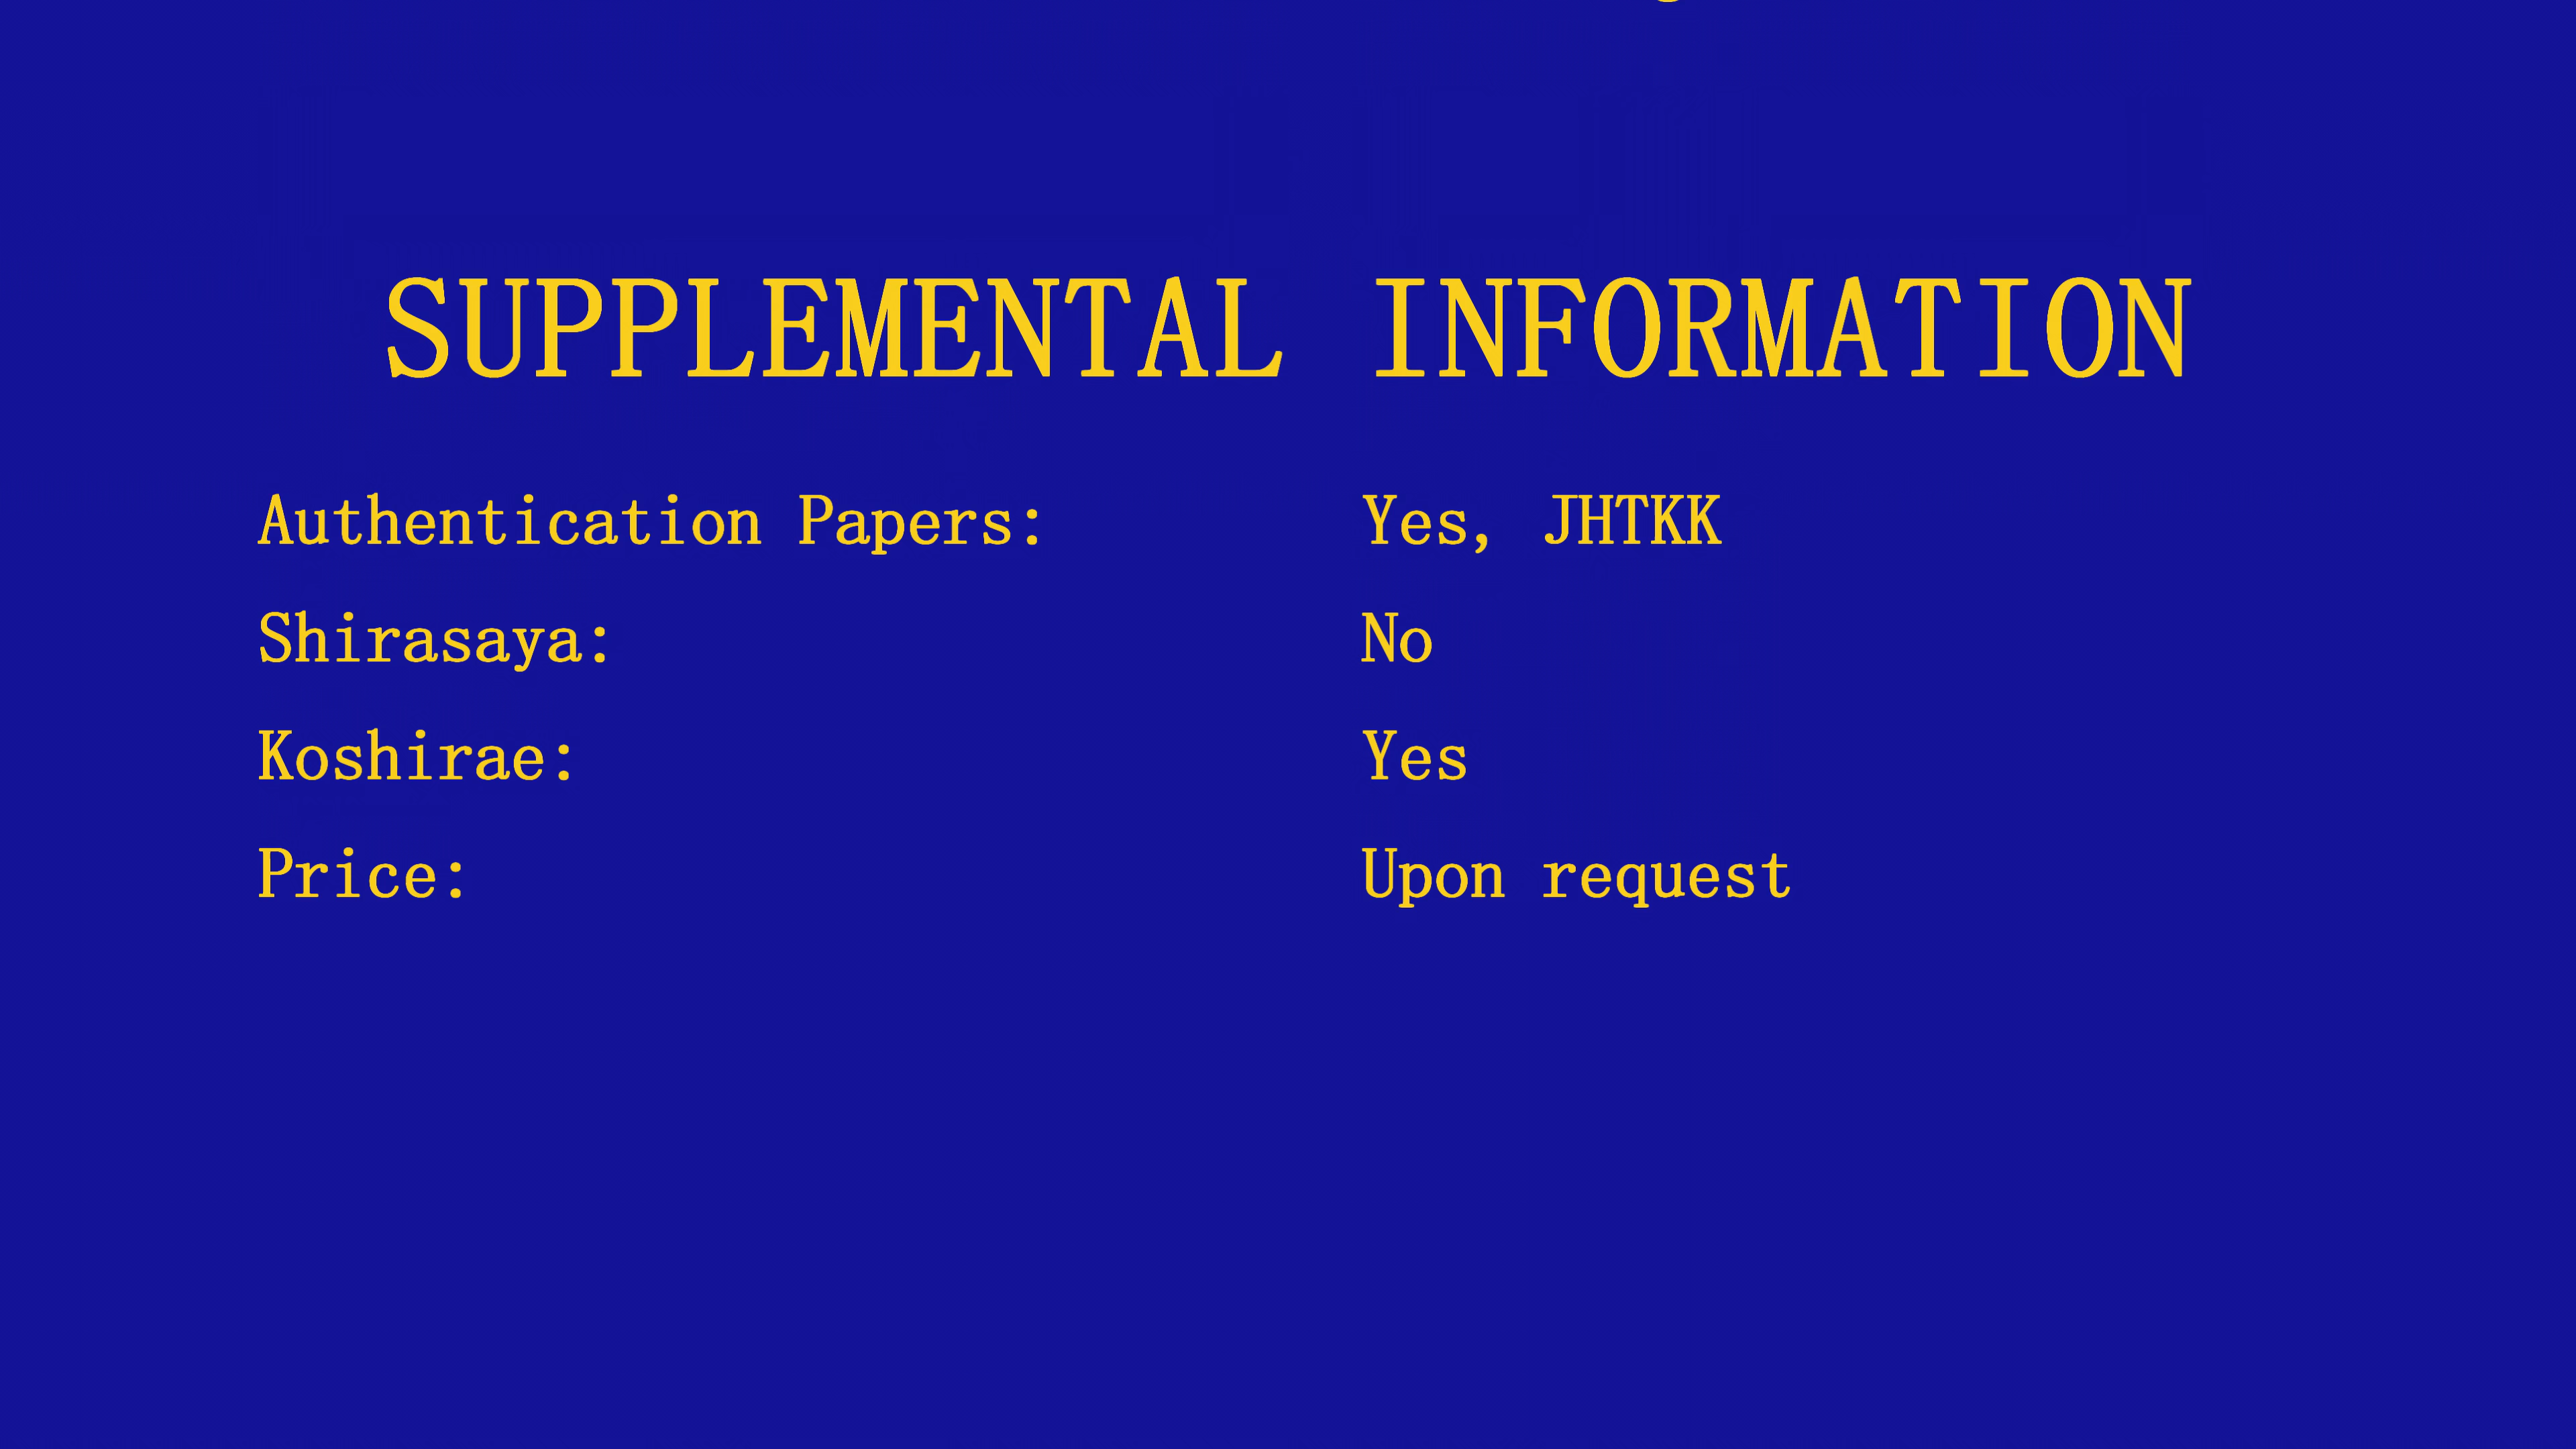 SUPPLEMENTAL INFORMATION
Authentication Papers: Yes, JHTKK
Shirasaya: No
Koshirae: Yes
Price: Upon request